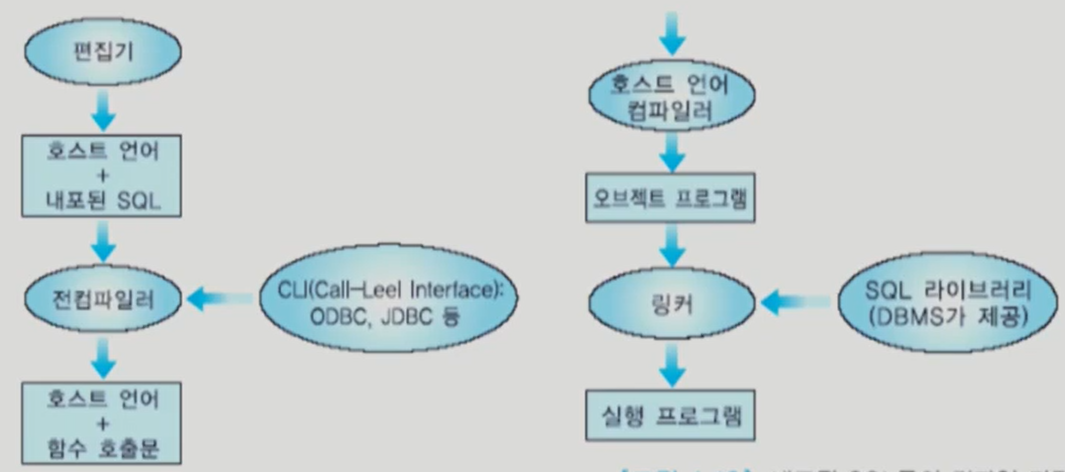 편집기
호스트 언어
+
내포된 SQL
전컴파일러
CLI(Call-Leel Interface):
ODBC, JDBC 등
호스트 언어
+
함수 호출문
호스트 언어
컴파일러
오브젝트 프로그램
링커
SQL 라이브러리
(DBMS가 제공)
실행 프로그램